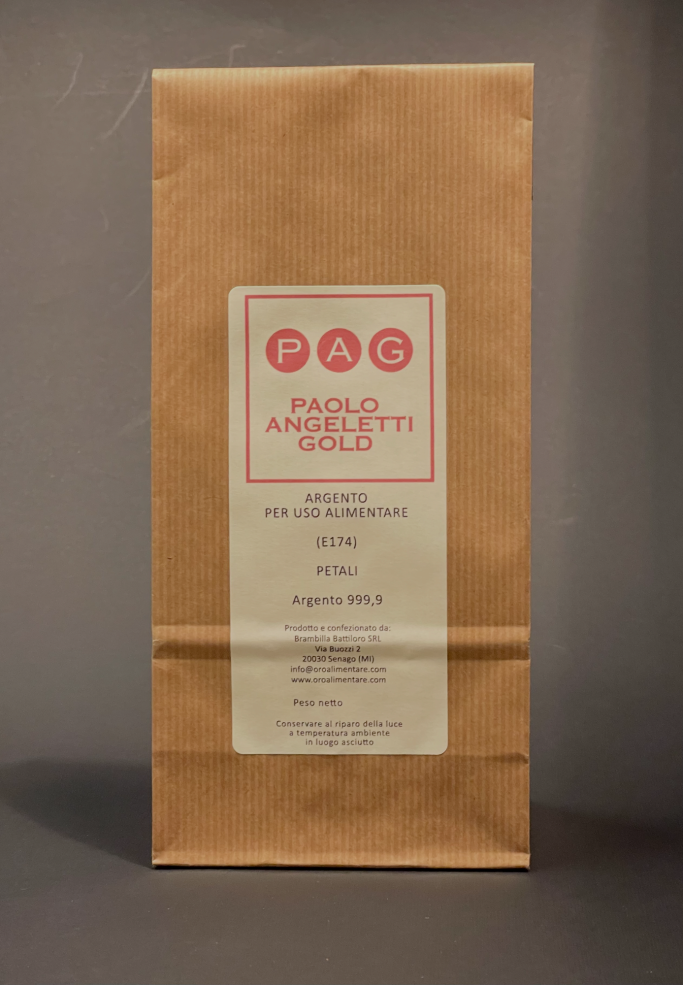 P A G
PAOLO
ANGELETTI
GOLD
ARGENTO
PER USO ALIMENTARE
(E174)
PETALI
Argento 999,9
Prodotto e confezionato da:
Brambilla Battiloro SRL
Via Buozzi 2
20030 Senago (MI)
info@oroalimentare.com
www.oroalimentare.com
Peso netto
Conservare al riparo della luce
a temperatura ambiente
in luogo asciutto